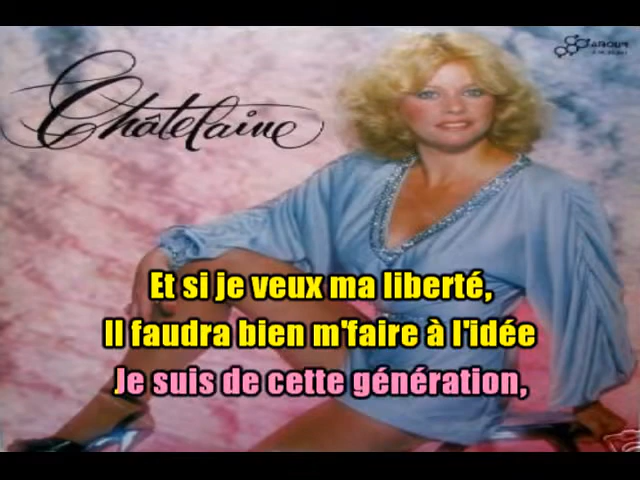 Châtelaine
Et si je veux ma liberté,
Il faudra bien m'faire à l'idée
Je suis de cette génération,